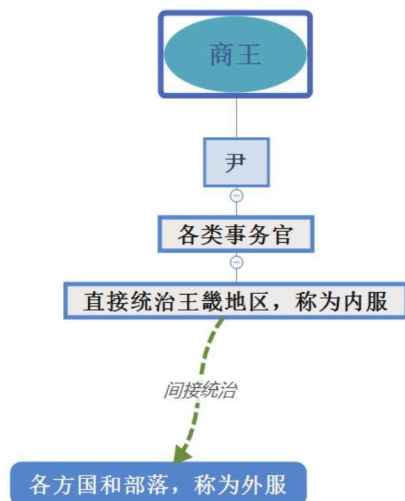 商王
尹
各类事务官
直接统治王畿地区，称为内服
间接统治
各方国和部落，称为外服